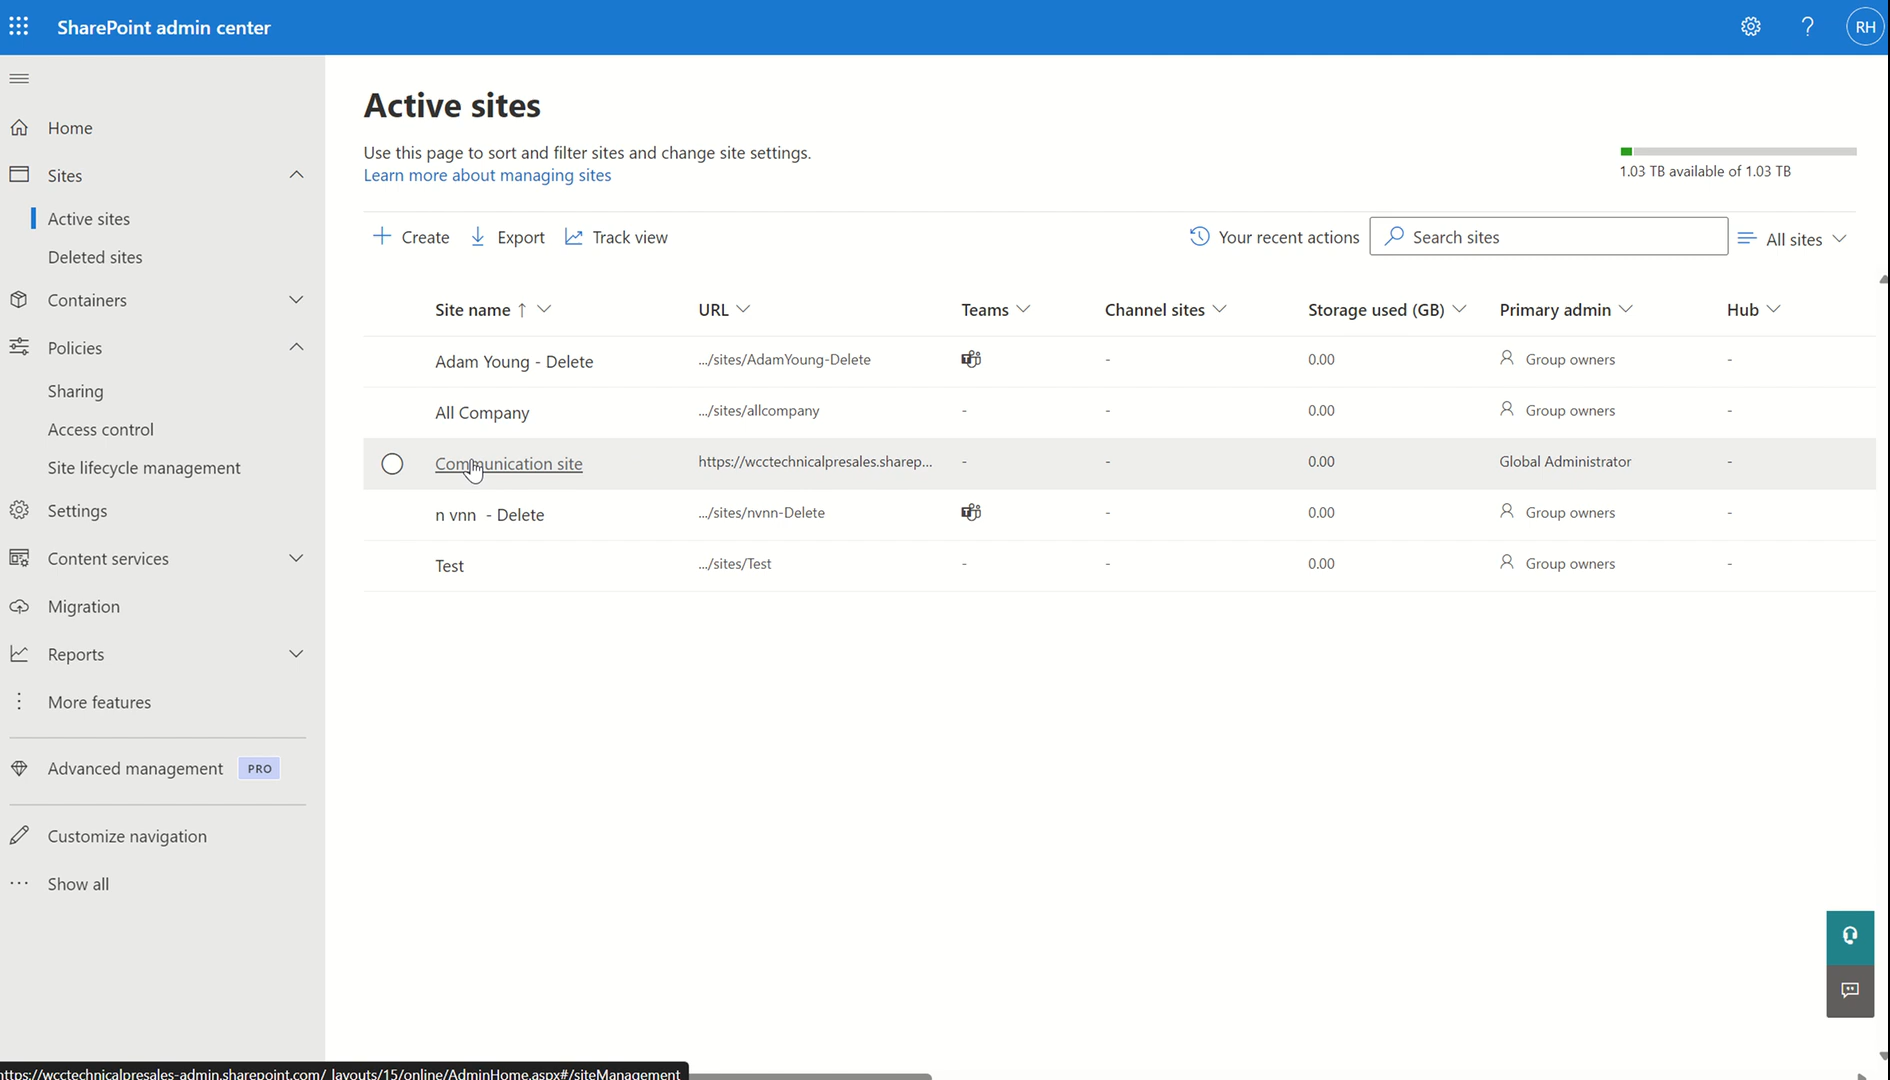 SharePoint admin center
RH
Home
Sites
Active sites
Deleted sites
Containers
Policies
Sharing
Access control
Site lifecycle management
Settings
Content services
Migration
Reports
More features
Advanced management PRO
Customize navigation
Show all
Active sites
Use this page to sort and filter sites and change site settings.
Learn more about managing sites
1.03 TB available of 1.03 TB
Create Export Track view Your recent actions Search sites All sites
Site name ↑ URL Teams Channel sites Storage used (GB) Primary admin Hub
Adam Young - Delete .../sites/AdamYoung-Delete - 0.00 Group owners -
All Company .../sites/allcompany - - 0.00 Group owners -
Communication site https://wcctechnicalpresales.sharep... - - 0.00 Global Administrator -
n vnn - Delete .../sites/nvnn-Delete - 0.00 Group owners -
Test .../sites/Test - - 0.00 Group owners -
https://wcctechnicalpresales-admin.sharepoint.com/_layouts/15/online/AdminHome.aspx#/siteManagement